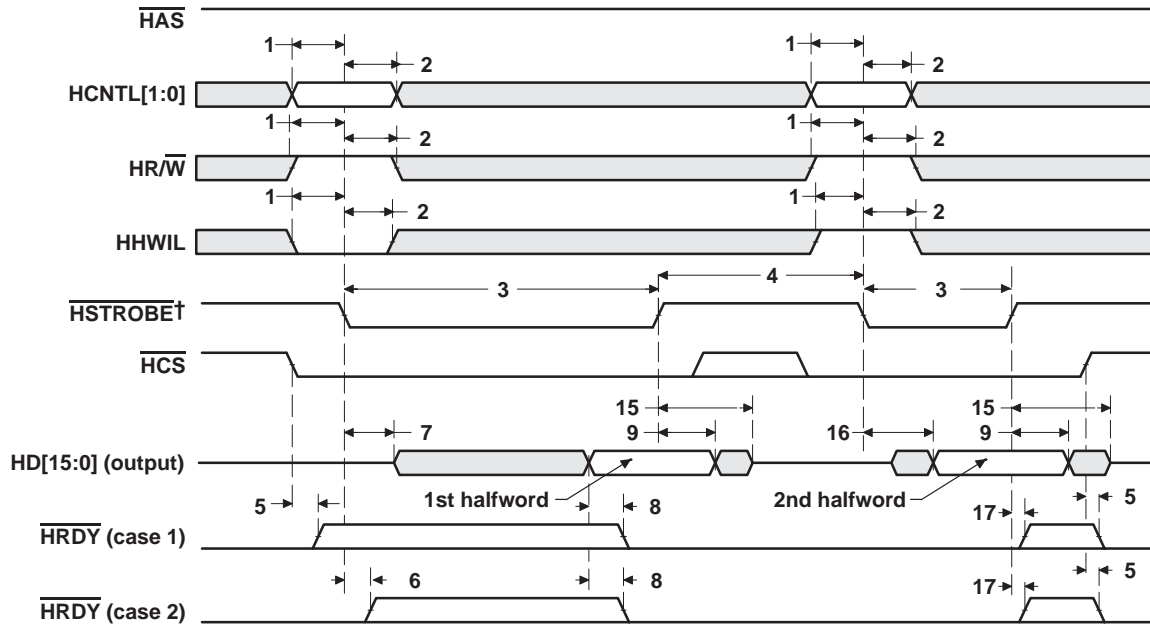 HAS
1 1
2 2
HCNTL[1:0]
1 1
2 2
HR/W
1 1
2 2
HHWIL
4
3 3
HSTROBE†
HCS
15 15
7 9 16 9
HD[15:0] (output)
1st halfword 2nd halfword
5 8 17 5
HRDY (case 1)
6 8 17 5
HRDY (case 2)